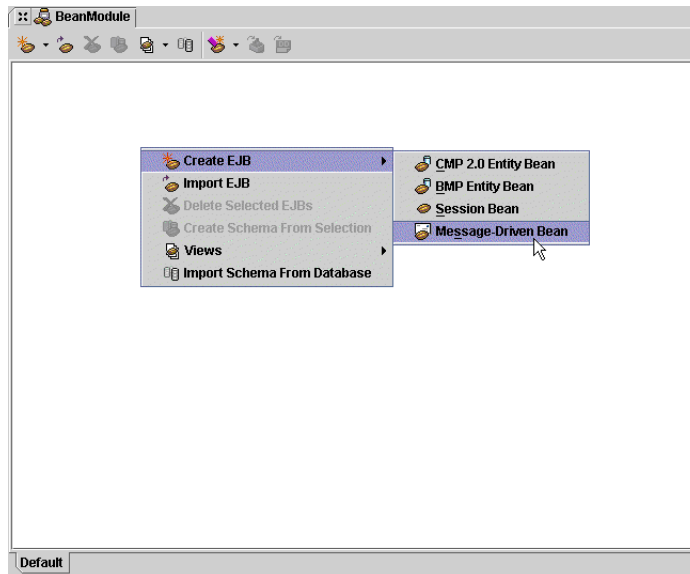 BeanModule
Create EJB
Import EJB
Delete Selected EJBs
Create Schema From Selection
Views
Import Schema From Database
CMP 2.0 Entity Bean
BMP Entity Bean
Session Bean
Message-Driven Bean
Default